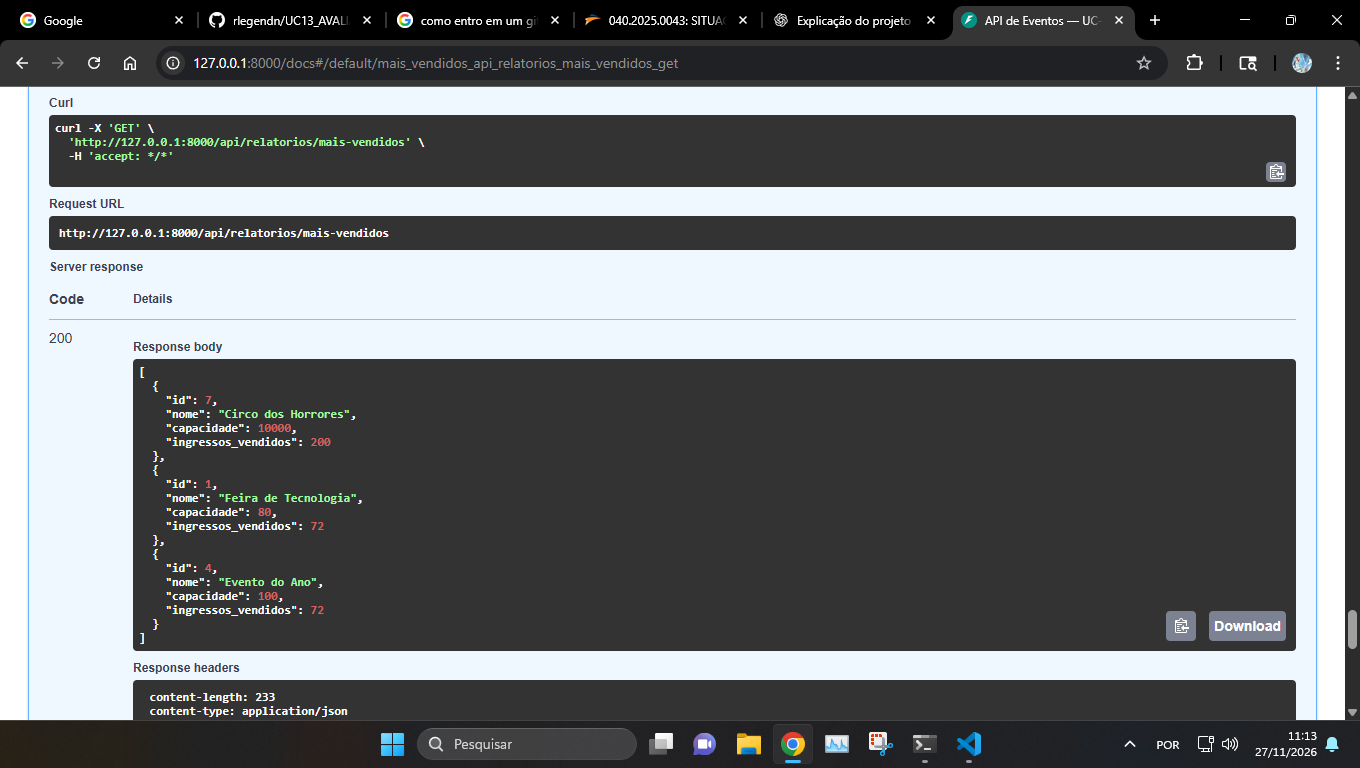 Google
rlegendn/UC13_AVAL
como entro em um gi
040.2025.0043: SITUA
Explicação do projeto
API de Eventos — UC-
127.0.0.1:8000/docs#/default/mais_vendidos_api_relatorios_mais_vendidos_get
Curl
curl -X 'GET' \
'http://127.0.0.1:8000/api/relatorios/mais-vendidos' \
-H 'accept: */*'
Request URL
http://127.0.0.1:8000/api/relatorios/mais-vendidos
Server response
Code Details
200
Response body
[
{
"id": 7,
"nome": "Circo dos Horrores",
"capacidade": 10000,
"ingressos_vendidos": 200
},
{
"id": 1,
"nome": "Feira de Tecnologia",
"capacidade": 80,
"ingressos_vendidos": 72
},
{
"id": 4,
"nome": "Evento do Ano",
"capacidade": 100,
"ingressos_vendidos": 72
}
]
Download
Response headers
content-length: 233
content-type: application/json
Pesquisar
POR
11:13
27/11/2026